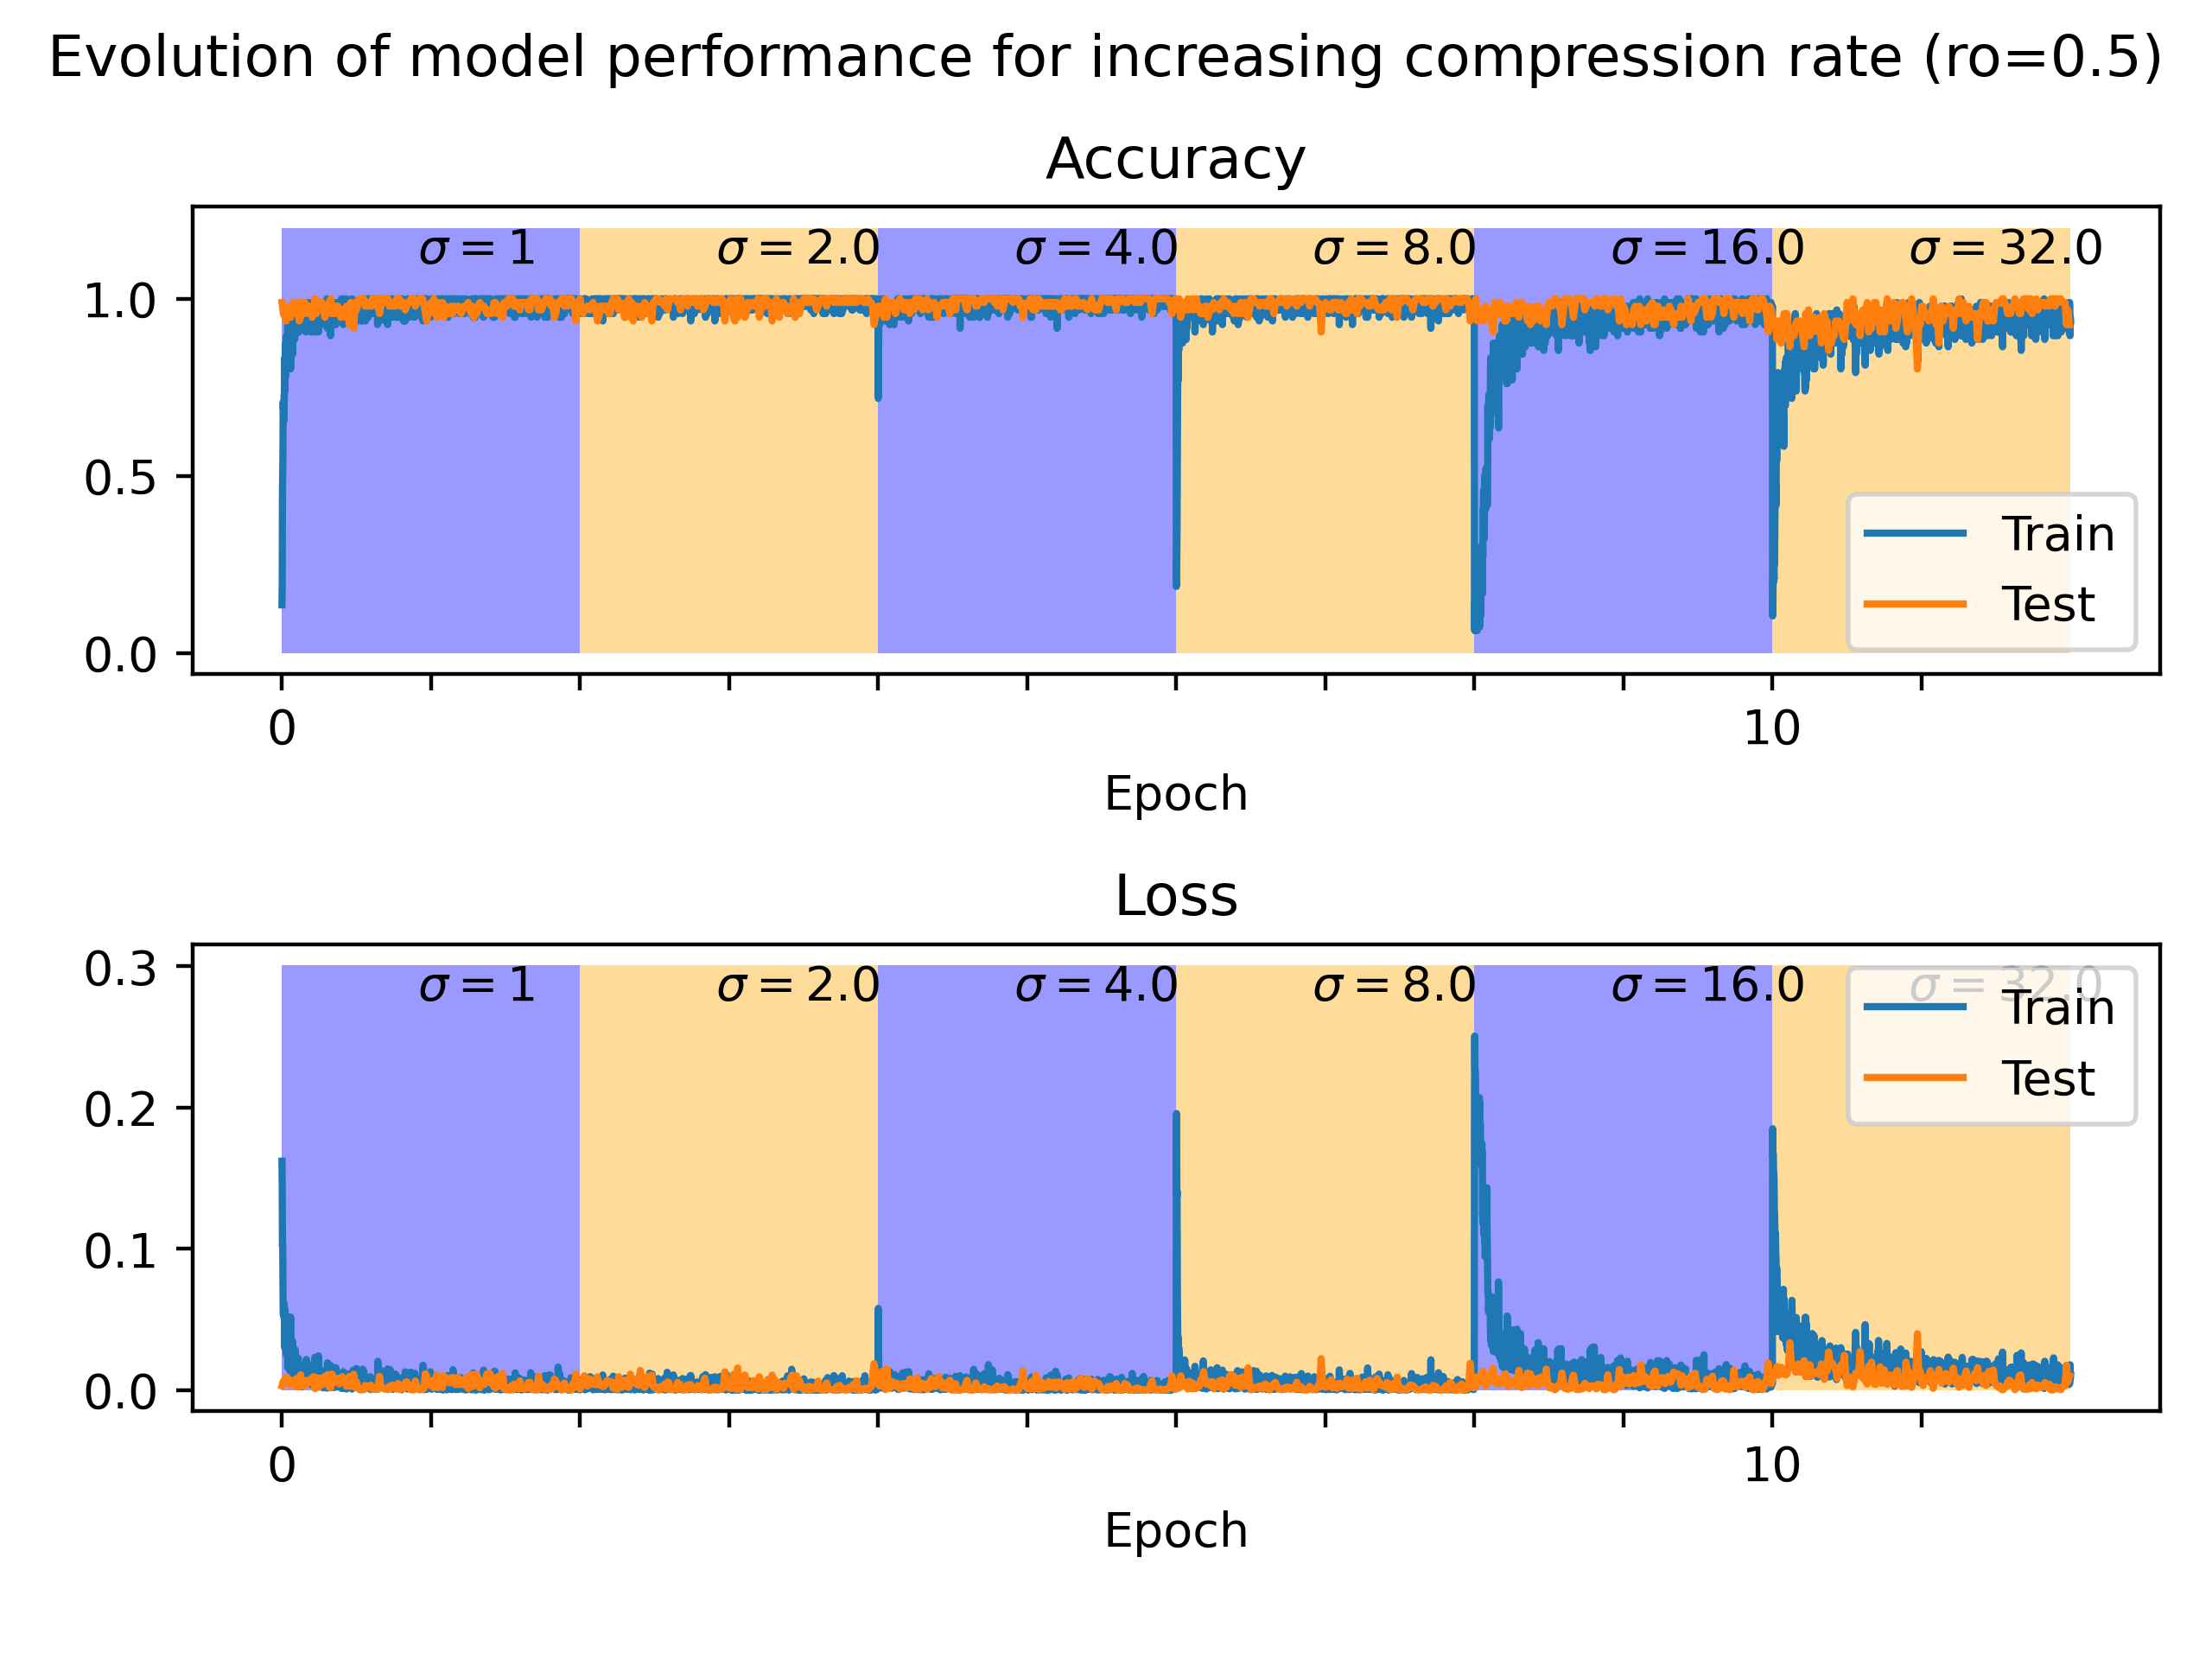 Evolution of model performance for increasing compression rate (ro=0.5)
Accuracy
σ = 1 σ = 2.0 σ = 4.0 σ = 8.0 σ = 16.0 σ = 32.0
1.0
0.5
0.0
Train
Test
0 10
Epoch
Loss
0.3
σ = 1 σ = 2.0 σ = 4.0 σ = 8.0 σ = 16.0 σ = 32.0
Train
Test
0.2
0.1
0.0
0 10
Epoch